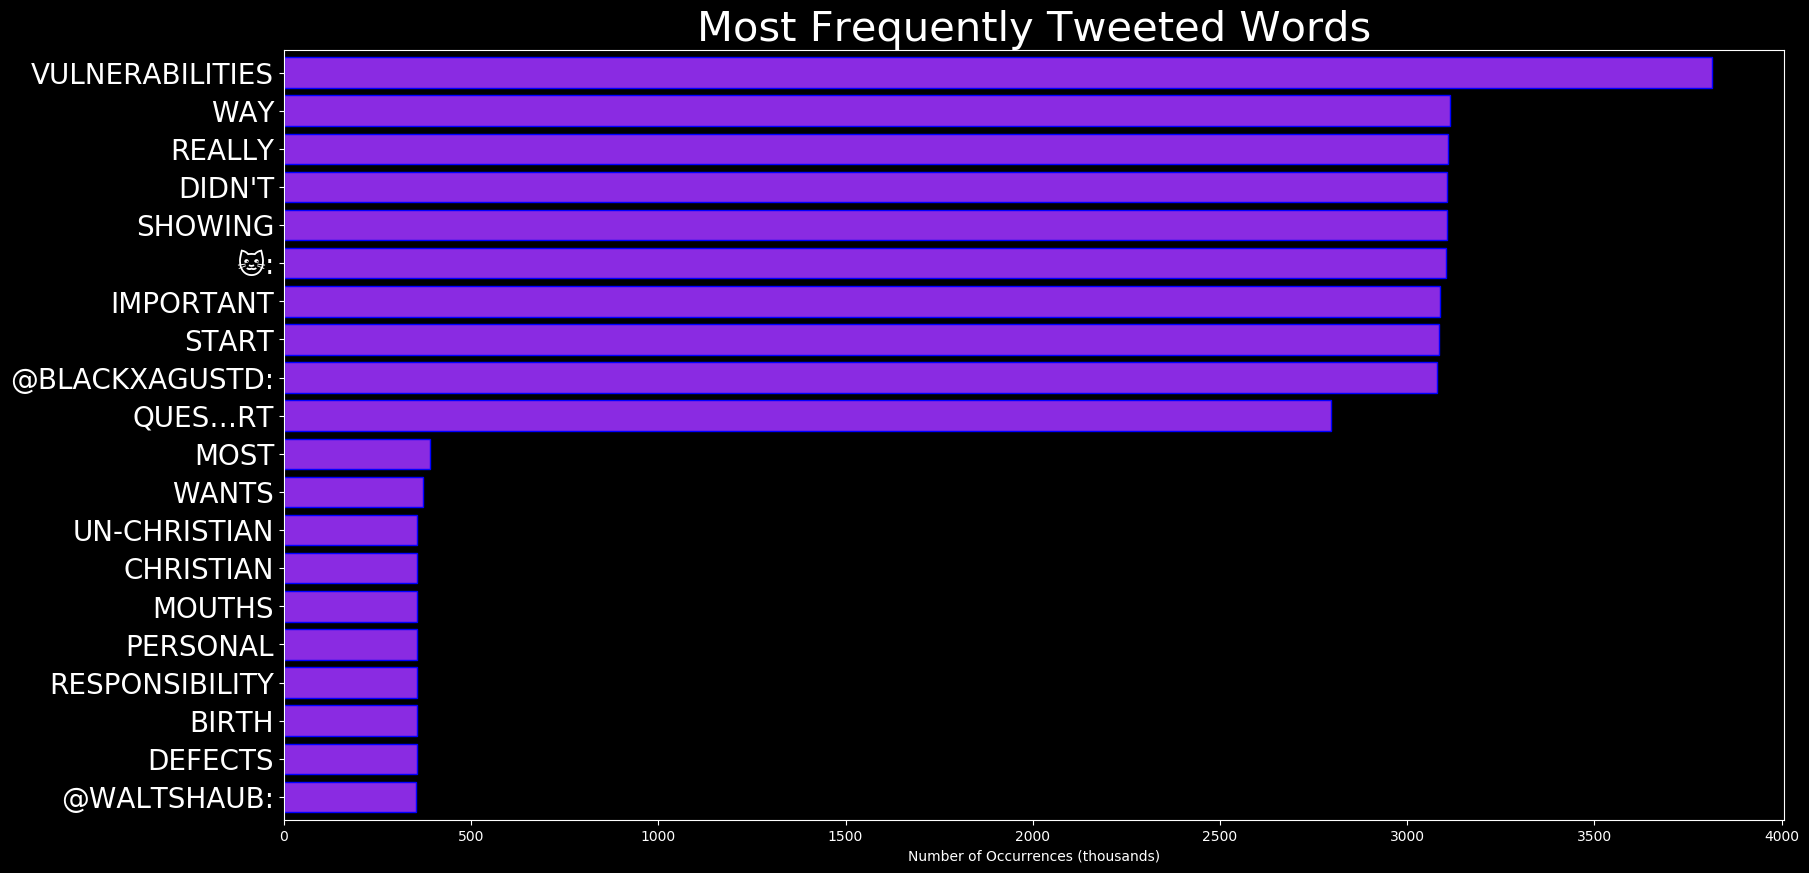 Most Frequently Tweeted Words
VULNERABILITIES
WAY
REALLY
DIDN'T
SHOWING
🐱:
IMPORTANT
START
@BLACKXAGUSTD:
QUES…RT
MOST
WANTS
UN-CHRISTIAN
CHRISTIAN
MOUTHS
PERSONAL
RESPONSIBILITY
BIRTH
DEFECTS
@WALTSHAUB:
0 500 1000 1500 2000 2500 3000 3500 4000
Number of Occurrences (thousands)